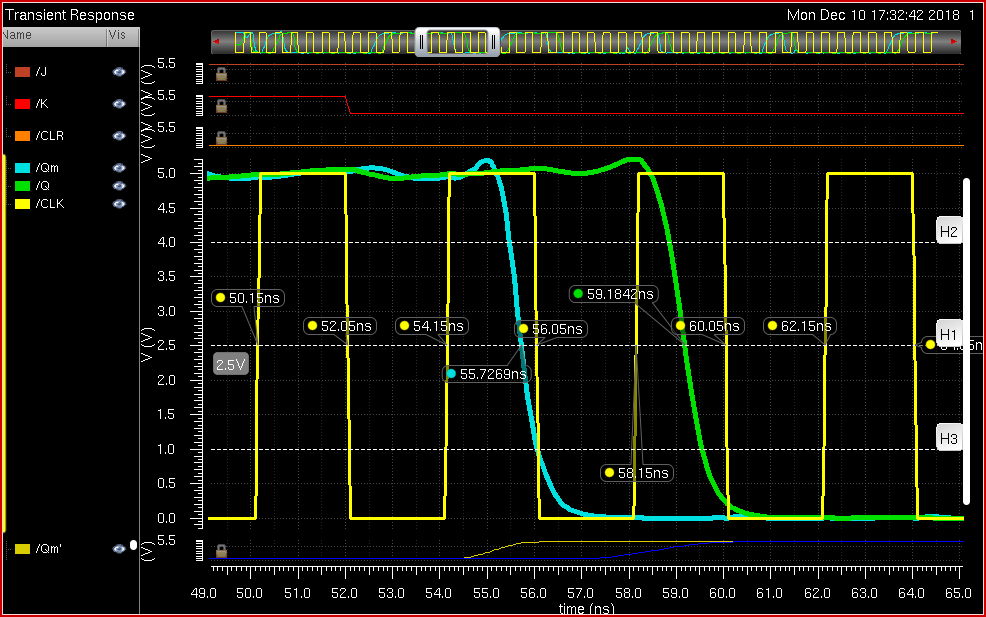 Transient Response
Mon Dec 10 17:32:42 2018 1
Name Vis
/J
/K
/CLR
/Qm
/Q
/CLK
/Qm'
5.5
(V)
5.5
(V)
5.5
(V)
V (V)
5.0
4.5
4.0
3.5
3.0
2.5
2.0
1.5
1.0
0.5
0.0
5.5
(V)
H2
H1
H3
2.5V
50.15ns
52.05ns
54.15ns
56.05ns
55.7269ns
59.1842ns
58.15ns
60.05ns
62.15ns
49.0 50.0 51.0 52.0 53.0 54.0 55.0 56.0 57.0 58.0 59.0 60.0 61.0 62.0 63.0 64.0 65.0
time (ns)